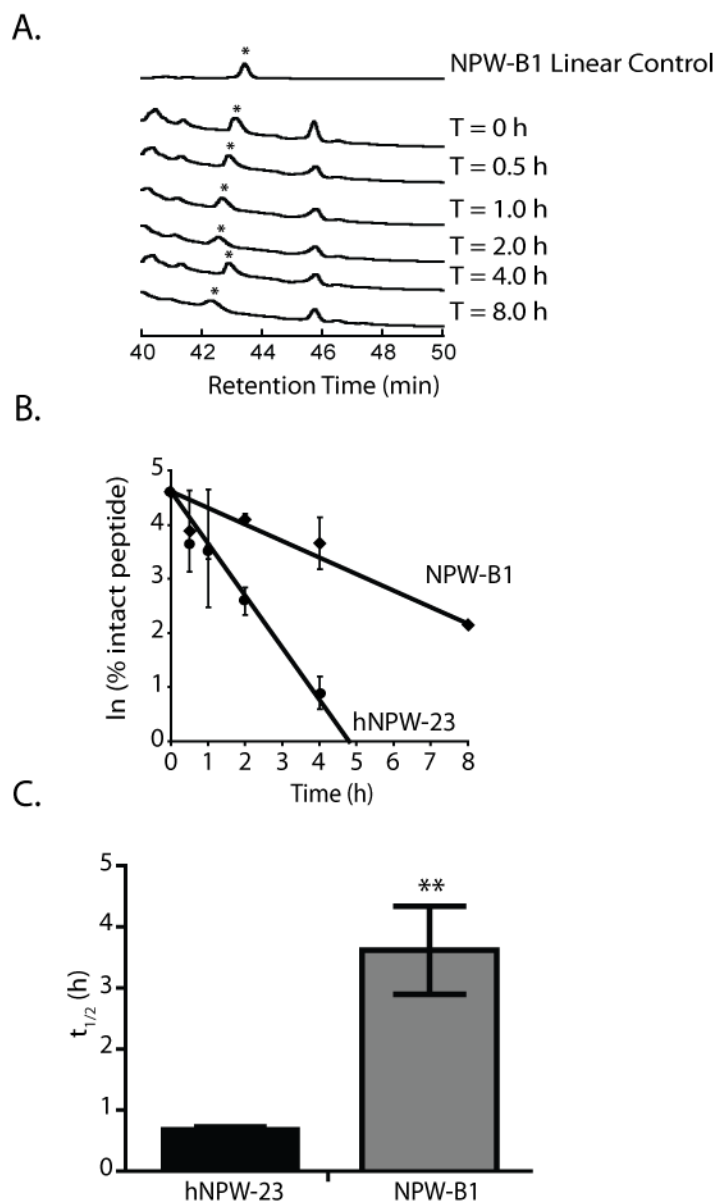 A.
*
NPW-B1 Linear Control
*
T = 0 h
*
T = 0.5 h
*
T = 1.0 h
*
T = 2.0 h
*
T = 4.0 h
*
T = 8.0 h
40 42 44 46 48 50
Retention Time (min)
B.
5
4
3
2
1
0
ln (% intact peptide)
NPW-B1
hNPW-23
0 1 2 3 4 5 6 7 8
Time (h)
C.
5
4
3
2
1
0
t1/2 (h)
**
hNPW-23 NPW-B1